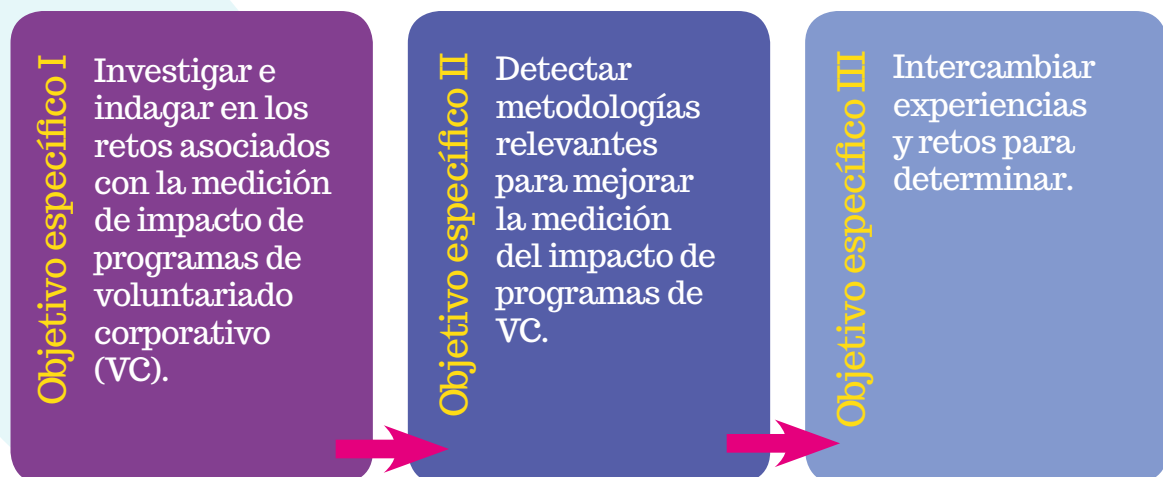 Objetivo específico I
Investigar e
indagar en los
retos asociados
con la medición
de impacto de
programas de
voluntariado
corporativo
(VC).
Objetivo específico II
Detectar
metodologías
relevantes
para mejorar
la medición
del impacto de
programas de
VC.
Objetivo específico III
Intercambiar
experiencias
y retos para
determinar.